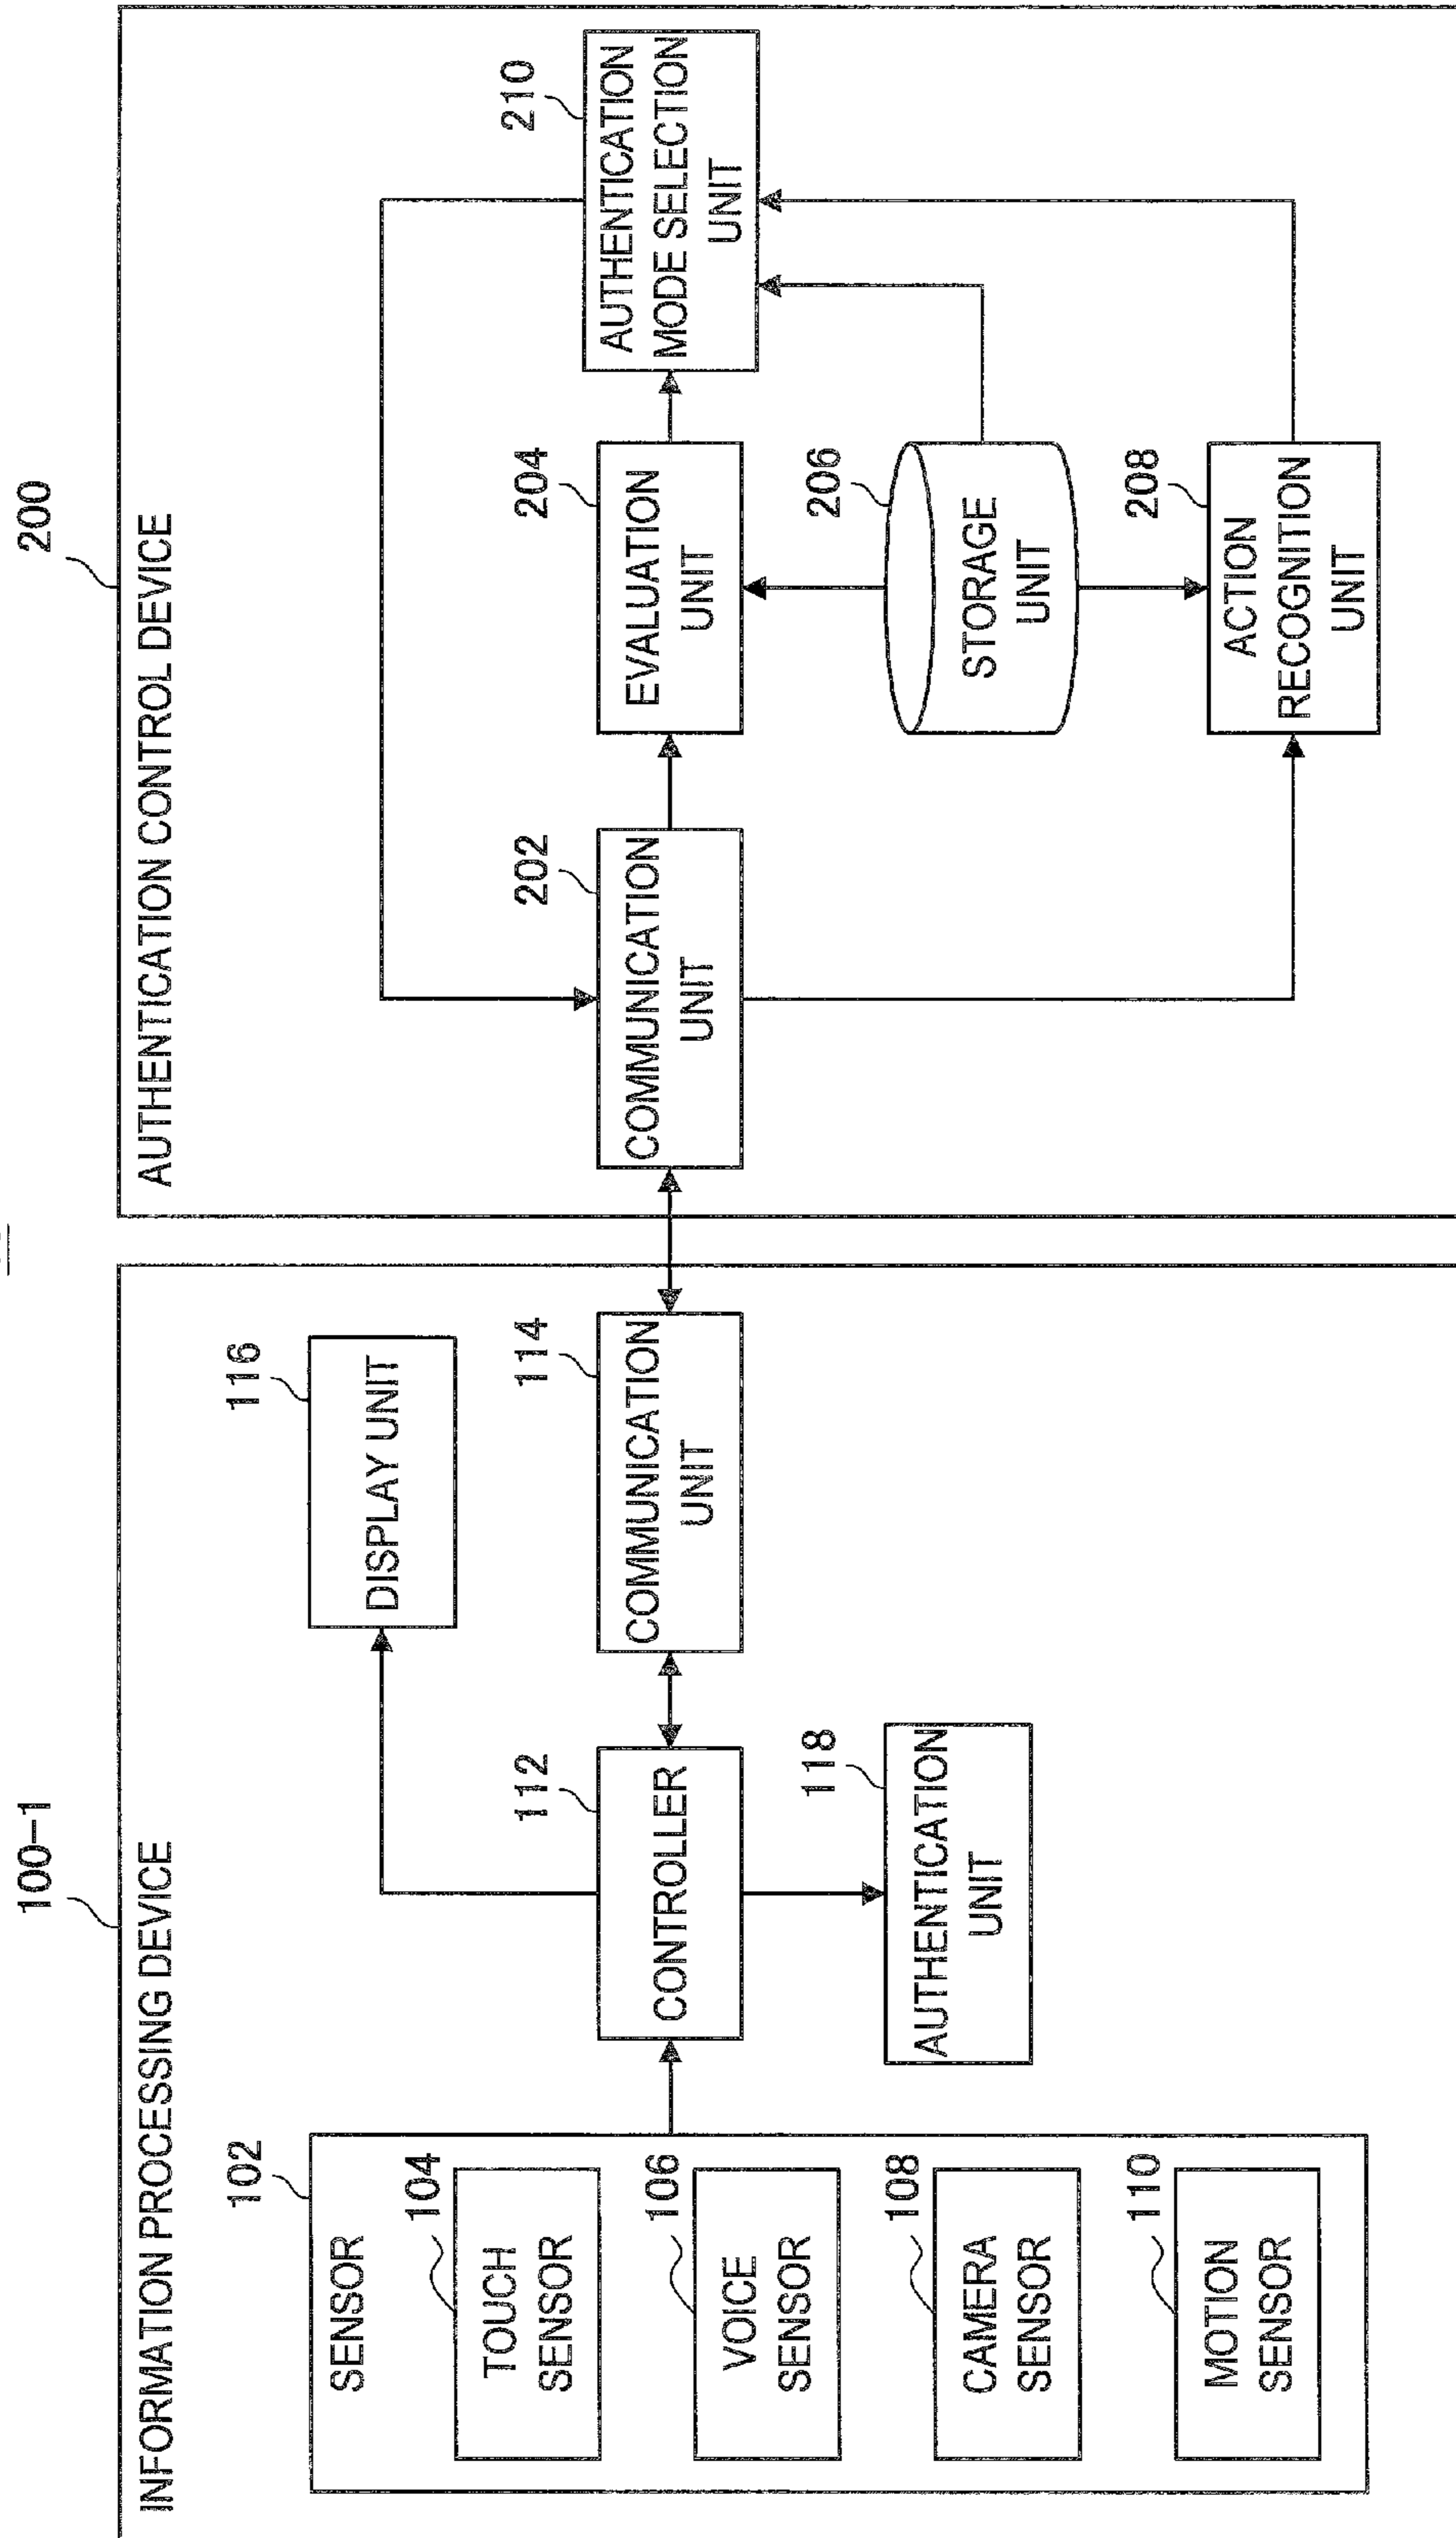 100-1
INFORMATION PROCESSING DEVICE
102
SENSOR
104
TOUCH
SENSOR
106
VOICE
SENSOR
108
CAMERA
SENSOR
110
MOTION
SENSOR
112
CONTROLLER
114
COMMUNICATION
UNIT
116
DISPLAY UNIT
118
AUTHENTICATION
UNIT
200
AUTHENTICATION CONTROL DEVICE
202
COMMUNICATION
UNIT
204
EVALUATION
UNIT
206
STORAGE
UNIT
208
ACTION
RECOGNITION
UNIT
210
AUTHENTICATION
MODE SELECTION
UNIT